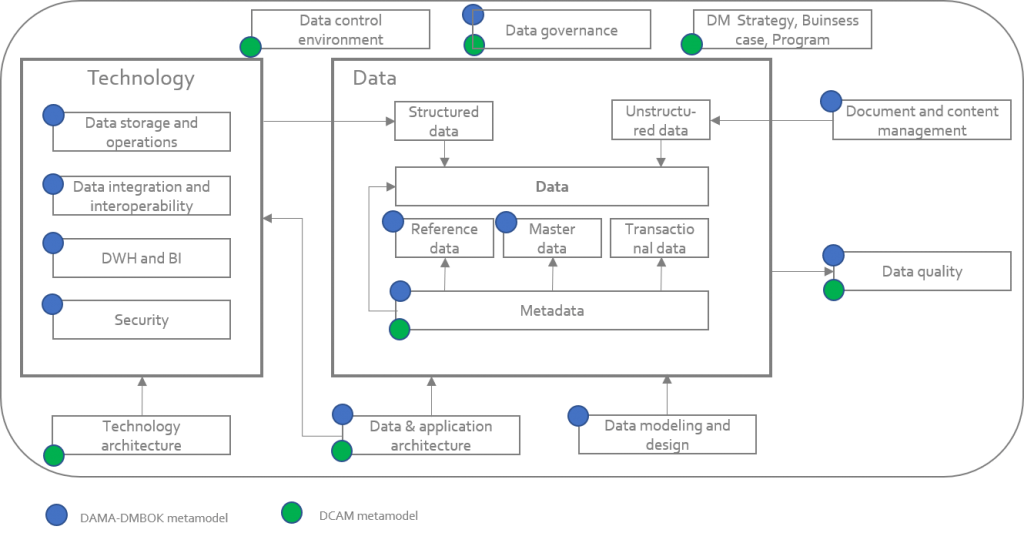 Data control
environment
Data governance
DM Strategy, Buinsess
case, Program
Technology
Data storage and
operations
Data integration and
interoperability
DWH and BI
Security
Data
Structured
data
Unstructu-
red data
Data
Reference
data
Master
data
Transactio
nal data
Metadata
Document and content
management
Data quality
Technology
architecture
Data & application
architecture
Data modeling and
design
DAMA-DMBOK metamodel
DCAM metamodel